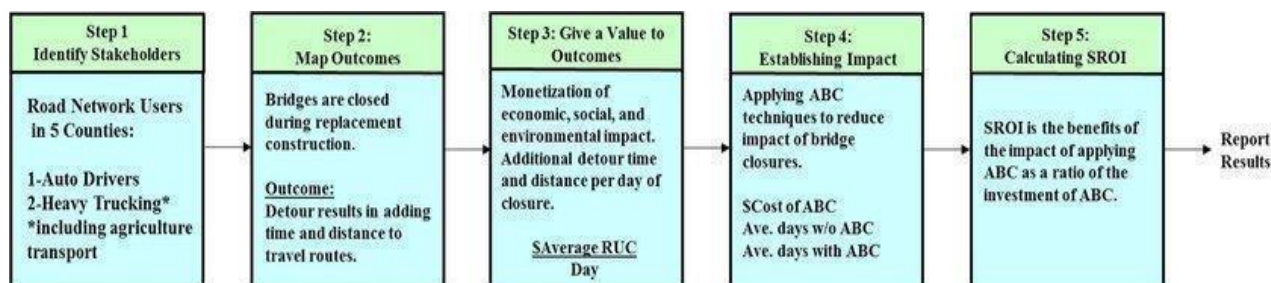 Step 1
Identify Stakeholders
Road Network Users
in 5 Counties:
1-Auto Drivers
2-Heavy Trucking*
*including agriculture
transport
Step 2:
Map Outcomes
Bridges are closed
during replacement
construction.
Outcome:
Detour results in adding
time and distance to
travel routes.
Step 3: Give a Value to
Outcomes
Monetization of
economic, social, and
environmental impact.
Additional detour time
and distance per day of
closure.
$Average RUC
Day
Step 4:
Establishing Impact
Applying ABC
techniques to reduce
impact of bridge
closures.
$Cost of ABC
Ave. days w/o ABC
Ave. days with ABC
Step 5:
Calculating SROI
SROI is the benefits of
the impact of applying
ABC as a ratio of the
investment of ABC.
Report
Results